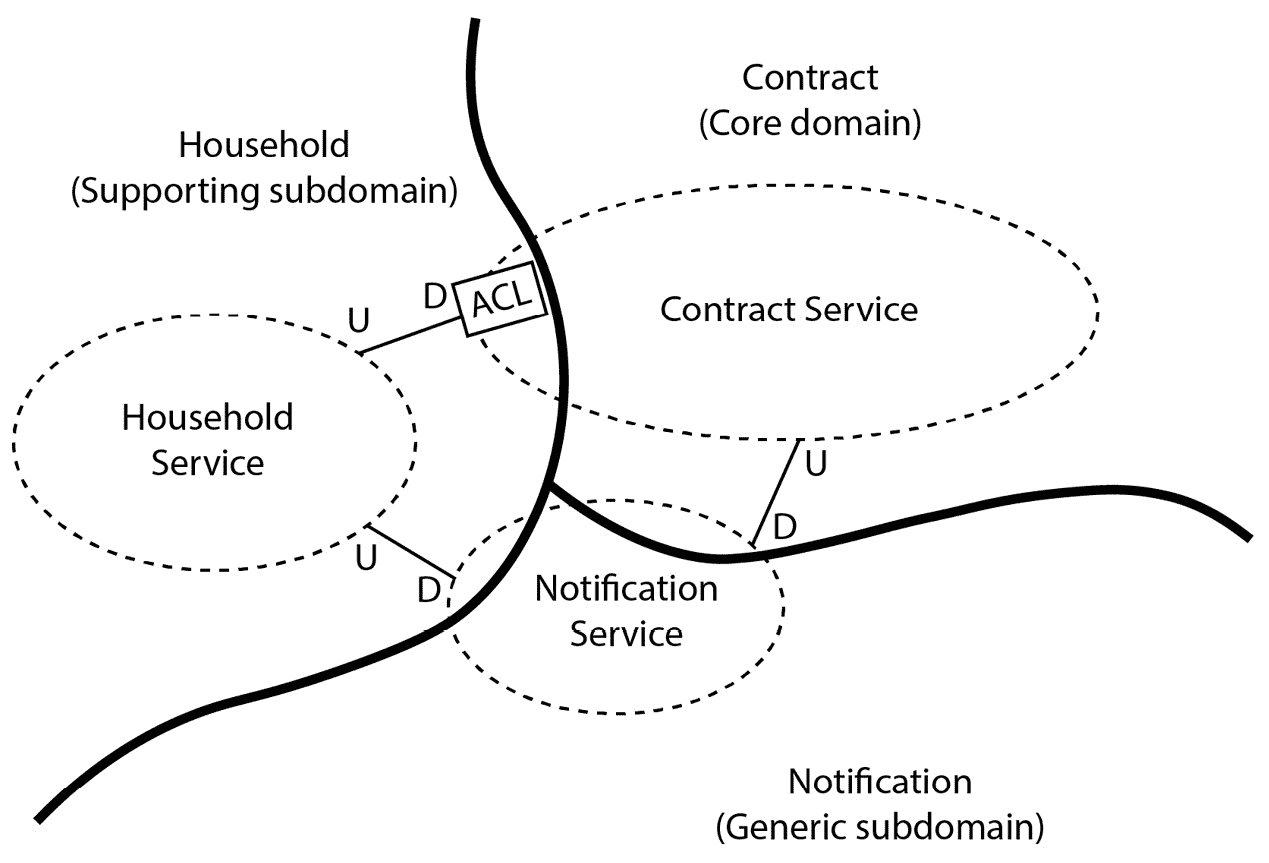 Contract
(Core domain)
Household
(Supporting subdomain)
D
ACL
U
Contract Service
Household
Service
U
D
U
D
Notification
Service
Notification
(Generic subdomain)